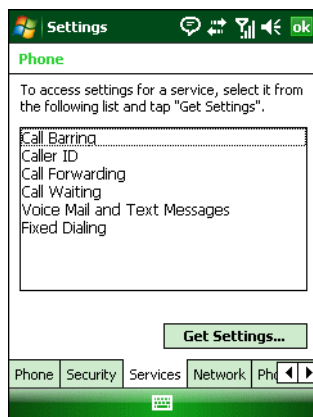 Settings
ok
Phone
To access settings for a service, select it from
the following list and tap "Get Settings".
Call Barring
Caller ID
Call Forwarding
Call Waiting
Voice Mail and Text Messages
Fixed Dialing
Get Settings...
Phone Security Services Network